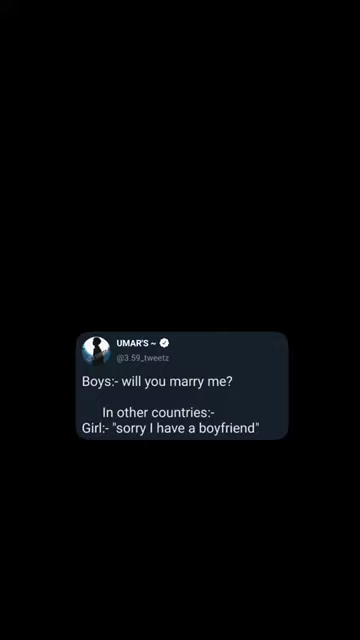 UMAR'S ~
@3.59_tweetz
Boys:- will you marry me?
In other countries:-
Girl:- "sorry I have a boyfriend"